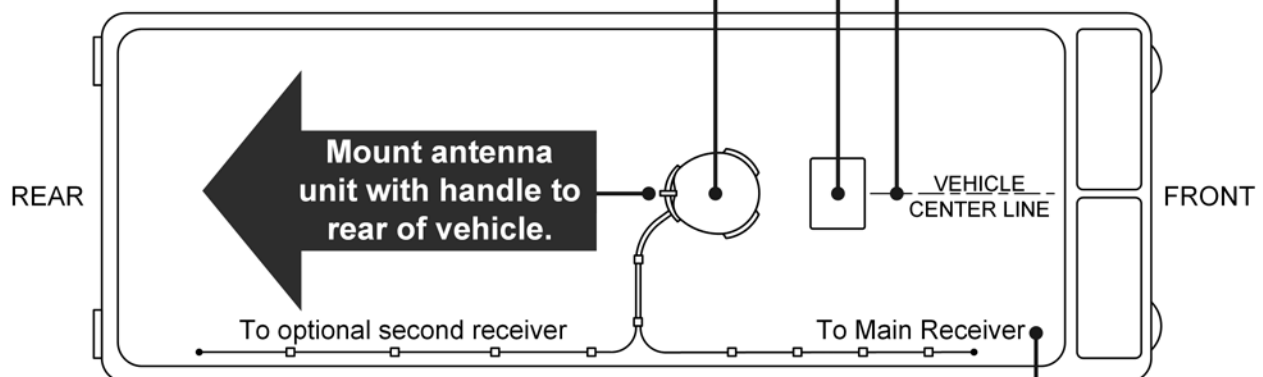 Mount antenna
unit with handle to
rear of vehicle.
REAR
VEHICLE
CENTER LINE
FRONT
To optional second receiver
To Main Receiver